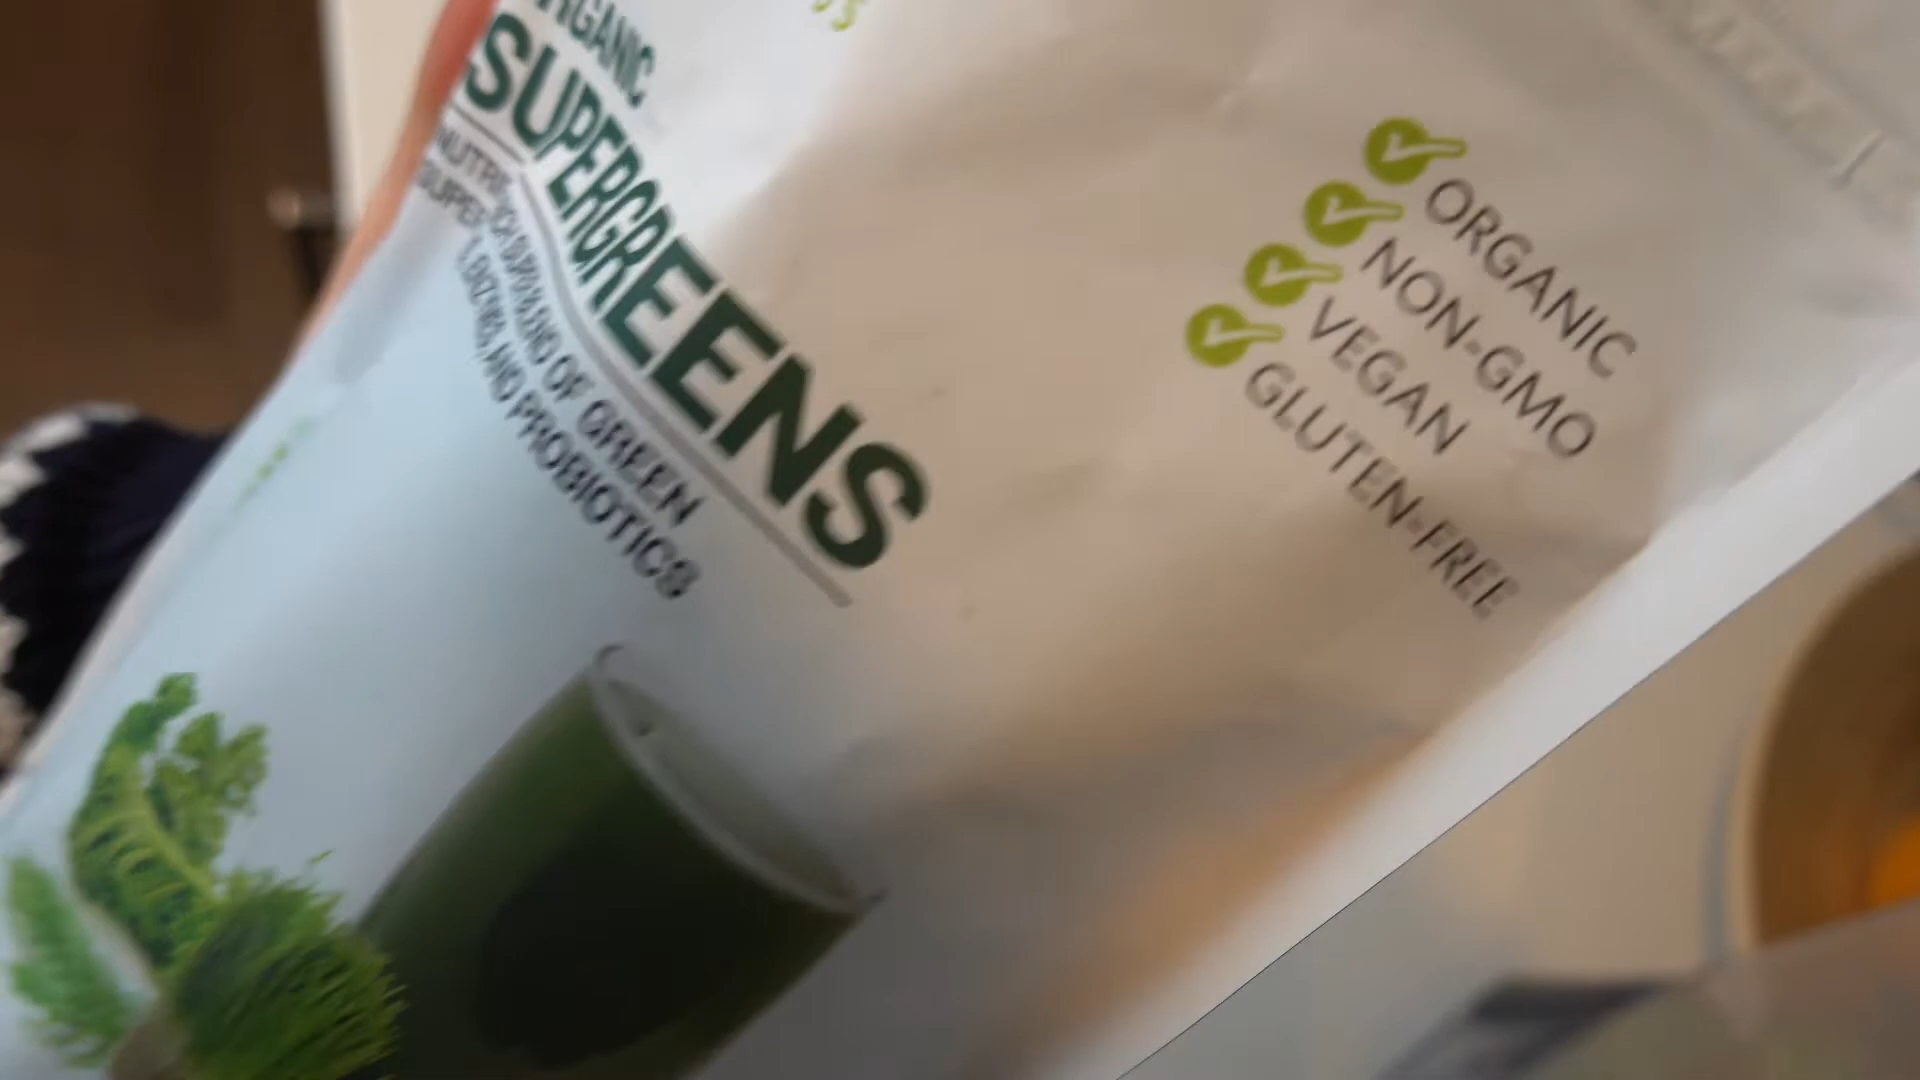 ORGANIC
SUPERGREENS
OF GREEN
AND PROBIOTICS
ORGANIC
NON-GMO
VEGAN
GLUTEN-FREE